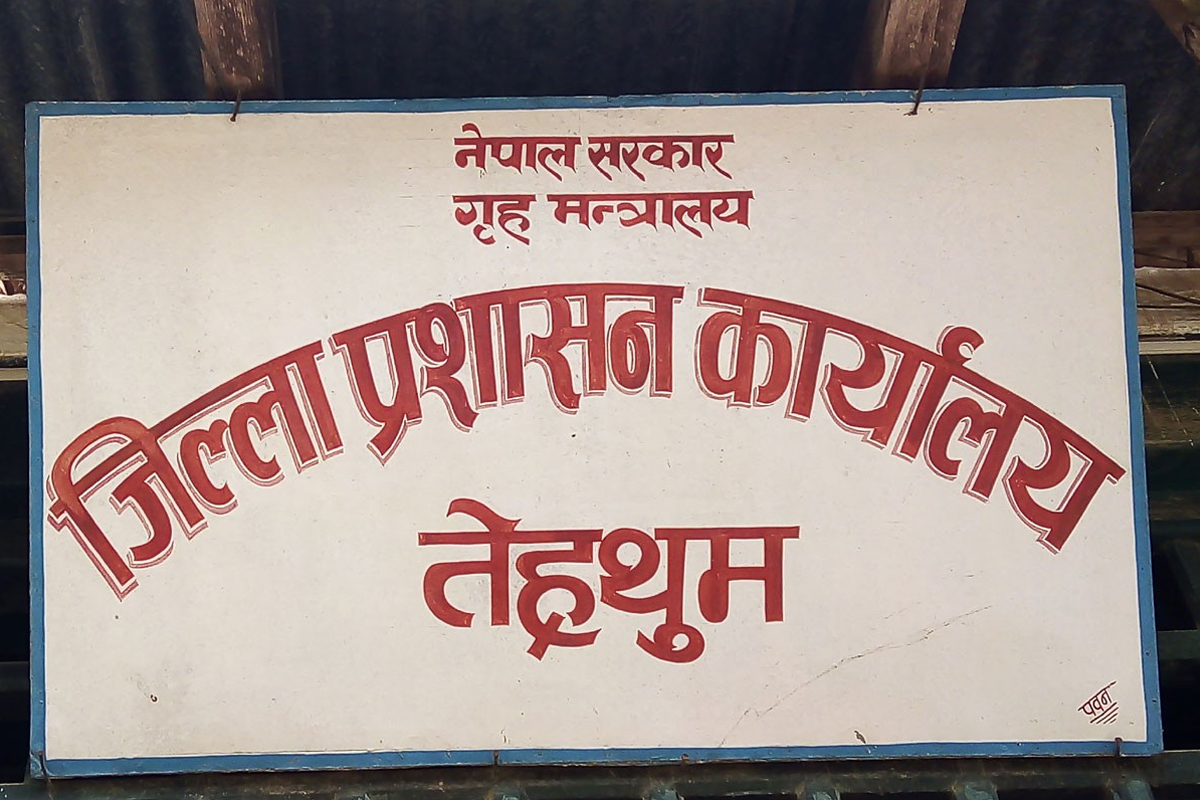 नेपाल सरकार
गृह मन्त्रालय
जिल्ला प्रशासन कार्यालय
तेह्रथुम
पवन